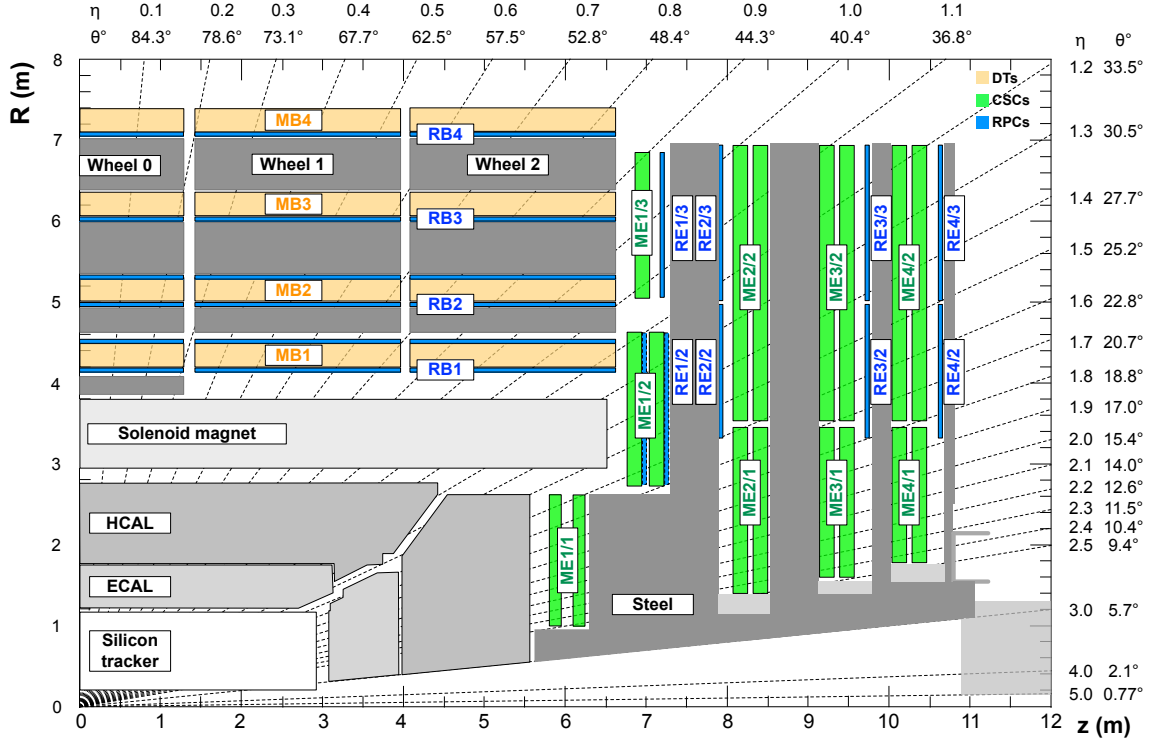 η 0.1 0.2 0.3 0.4 0.5 0.6 0.7 0.8 0.9 1.0 1.1
θ° 84.3° 78.6° 73.1° 67.7° 62.5° 57.5° 52.8° 48.4° 44.3° 40.4° 36.8° η θ°
R (m)
8
7
6
5
4
3
2
1
0
1.2 33.5°
1.3 30.5°
1.4 27.7°
1.5 25.2°
1.6 22.8°
1.7 20.7°
1.8 18.8°
1.9 17.0°
2.0 15.4°
2.1 14.0°
2.2 12.6°
2.3 11.5°
2.4 10.4°
2.5 9.4°
3.0 5.7°
4.0 2.1°
5.0 0.77°
DTs
CSCs
RPCs
MB4
RB4
Wheel 0
Wheel 1
Wheel 2
MB3
RB3
MB2
RB2
MB1
RB1
Solenoid magnet
HCAL
ECAL
Silicon
tracker
Steel
ME1/3
RE1/3
RE2/3
ME2/2
ME3/2
RE3/3
ME4/2
RE4/3
ME1/2
RE1/2
RE2/2
RE3/2
RE4/2
ME1/1
ME2/1
ME3/1
ME4/1
0 1 2 3 4 5 6 7 8 9 10 11 12
z (m)